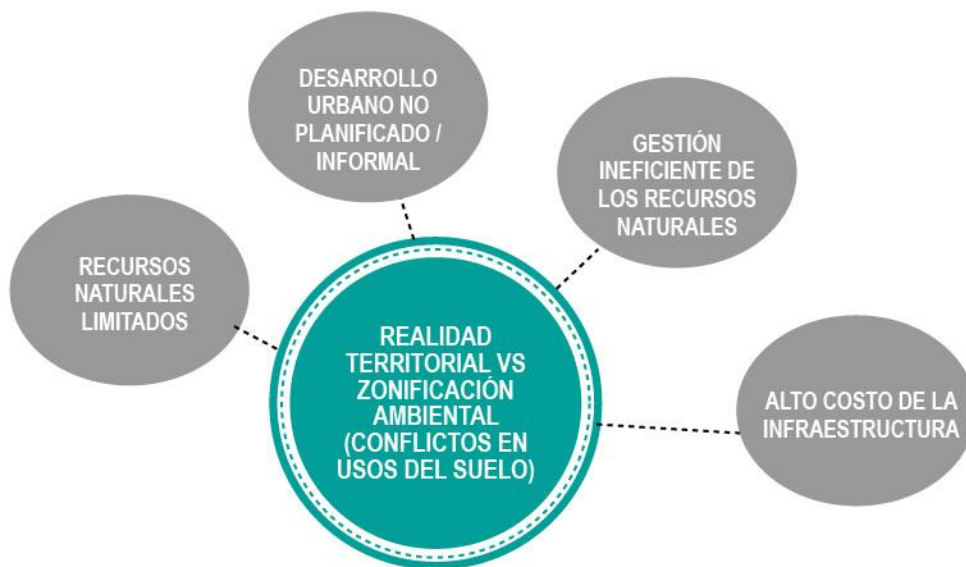 DESARROLLO
URBANO NO
PLANIFICADO /
INFORMAL
GESTIÓN
INEFICIENTE DE
LOS RECURSOS
NATURALES
RECURSOS
NATURALES
LIMITADOS
REALIDAD
TERRITORIAL VS
ZONIFICACIÓN
AMBIENTAL
(CONFLICTOS EN
USOS DEL SUELO)
ALTO COSTO DE LA
INFRAESTRUCTURA